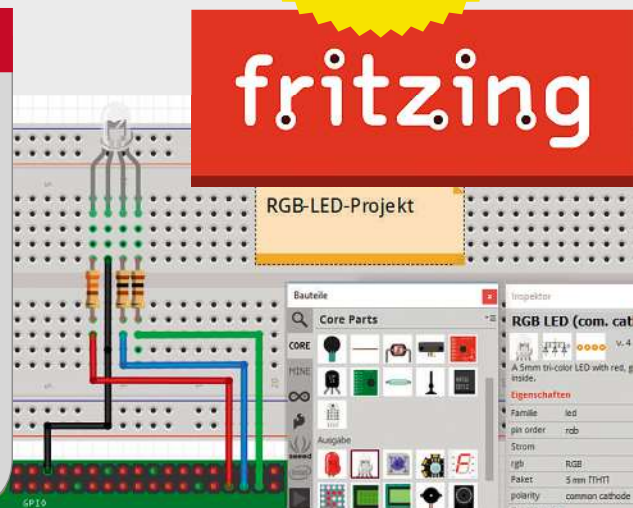 fritzing
RGB-LED-Projekt
Bauteile
Core Parts
CORE
MINE
Ausgabe
seeed
GPIO
Inspektor
RGB LED (com. cat
v. 4
A 5mm tri-color LED with red, g
inside.
Eigenschaften
Familie led
pin order rgb
Strom
rgb RGB
Paket 5 mm [THT]
polarity common cathode